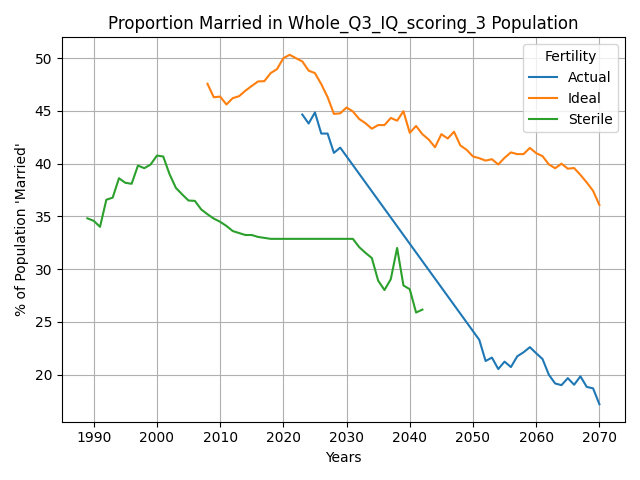 Proportion Married in Whole_Q3_IQ_scoring_3 Population
% of Population 'Married'
50
45
40
35
30
25
20
Fertility
Actual
Ideal
Sterile
1990 2000 2010 2020 2030 2040 2050 2060 2070
Years